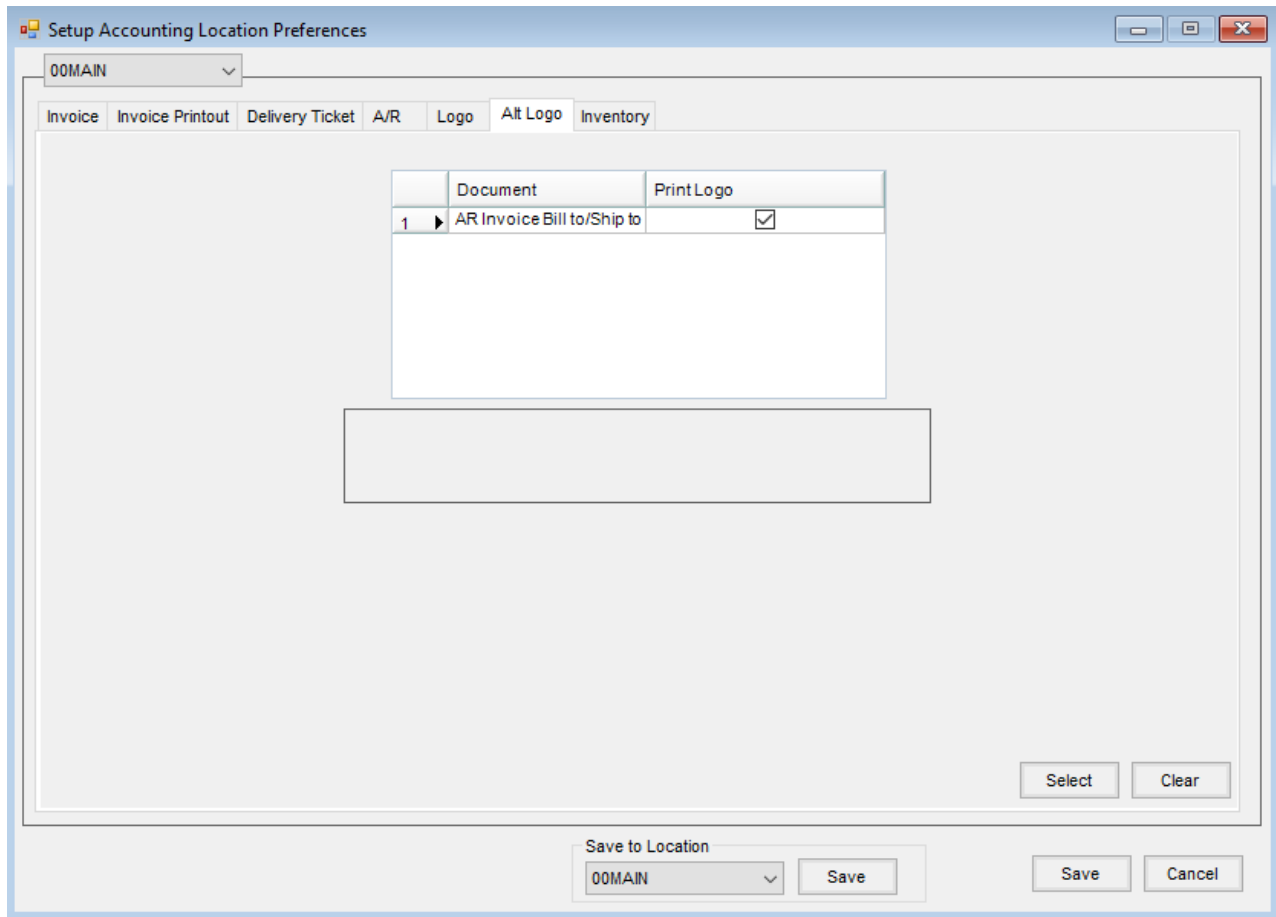 Setup Accounting Location Preferences
00MAIN
Invoice Invoice Printout Delivery Ticket A/R Logo Alt Logo Inventory
Document Print Logo
1 AR Invoice Bill to/Ship to
Select Clear
Save to Location
00MAIN Save Save Cancel